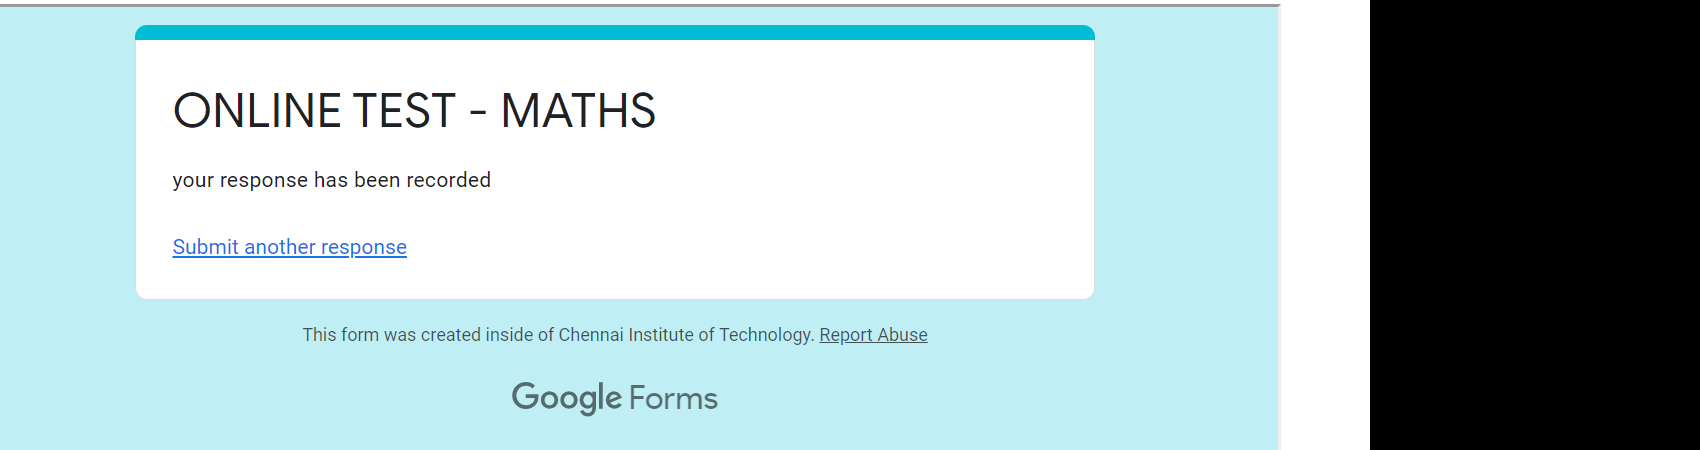 ONLINE TEST - MATHS
your response has been recorded
Submit another response
This form was created inside of Chennai Institute of Technology. Report Abuse
Google Forms